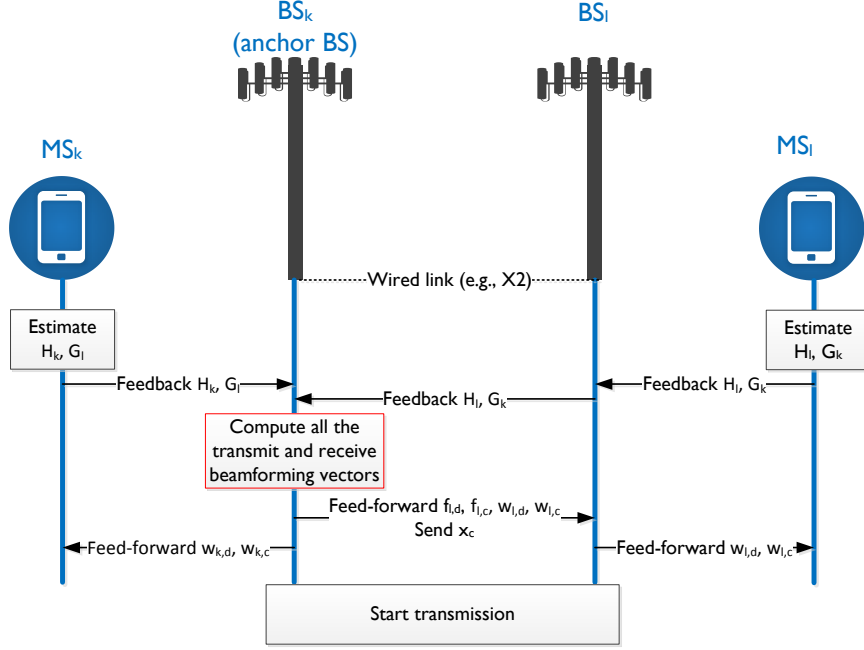 BSk
(anchor BS)
BSl
MSk
MSl
Wired link (e.g., X2)
Estimate
Hk, Gl
Estimate
Hl, Gk
Feedback Hk, Gl
Feedback Hl, Gk
Feedback Hl, Gk
Compute all the
transmit and receive
beamforming vectors
Feed-forward fl,d, fl,c, wl,d, wl,c
Send xc
Feed-forward wk,d, wk,c
Feed-forward wl,d, wl,c
Start transmission